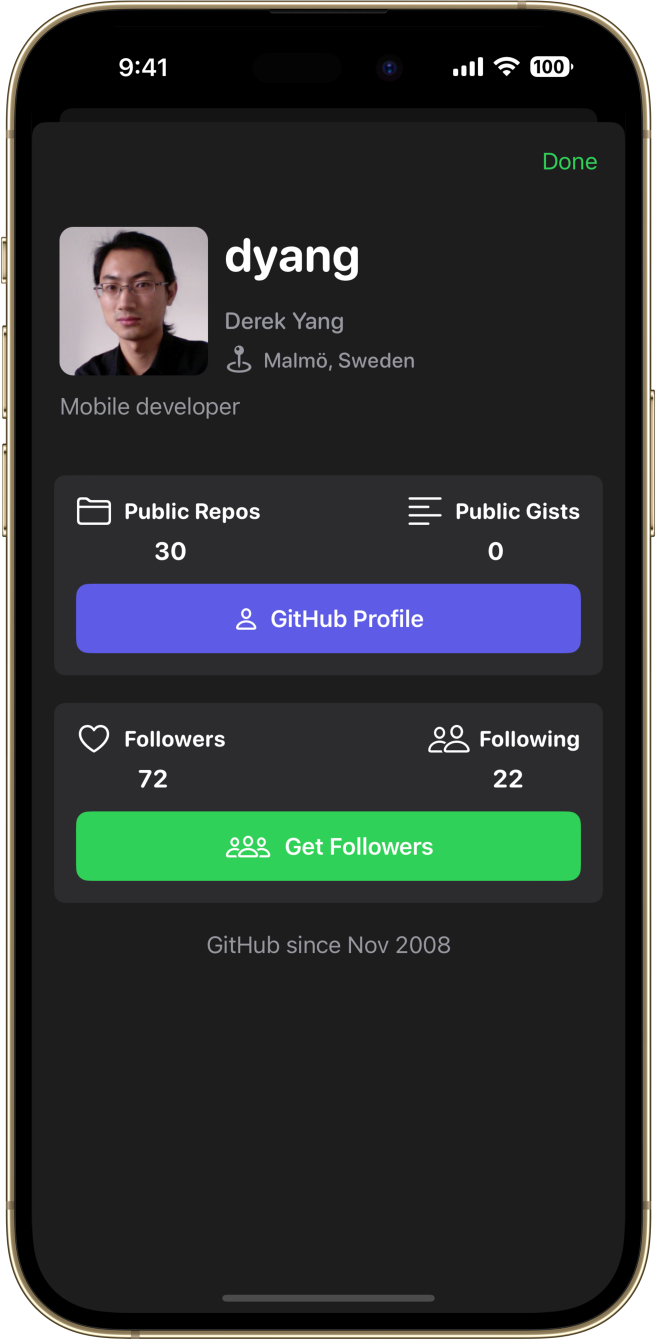 9:41
100
Done
dyang
Derek Yang
Malmö, Sweden
Mobile developer
Public Repos
Public Gists
30
0
GitHub Profile
Followers
Following
72
22
Get Followers
GitHub since Nov 2008